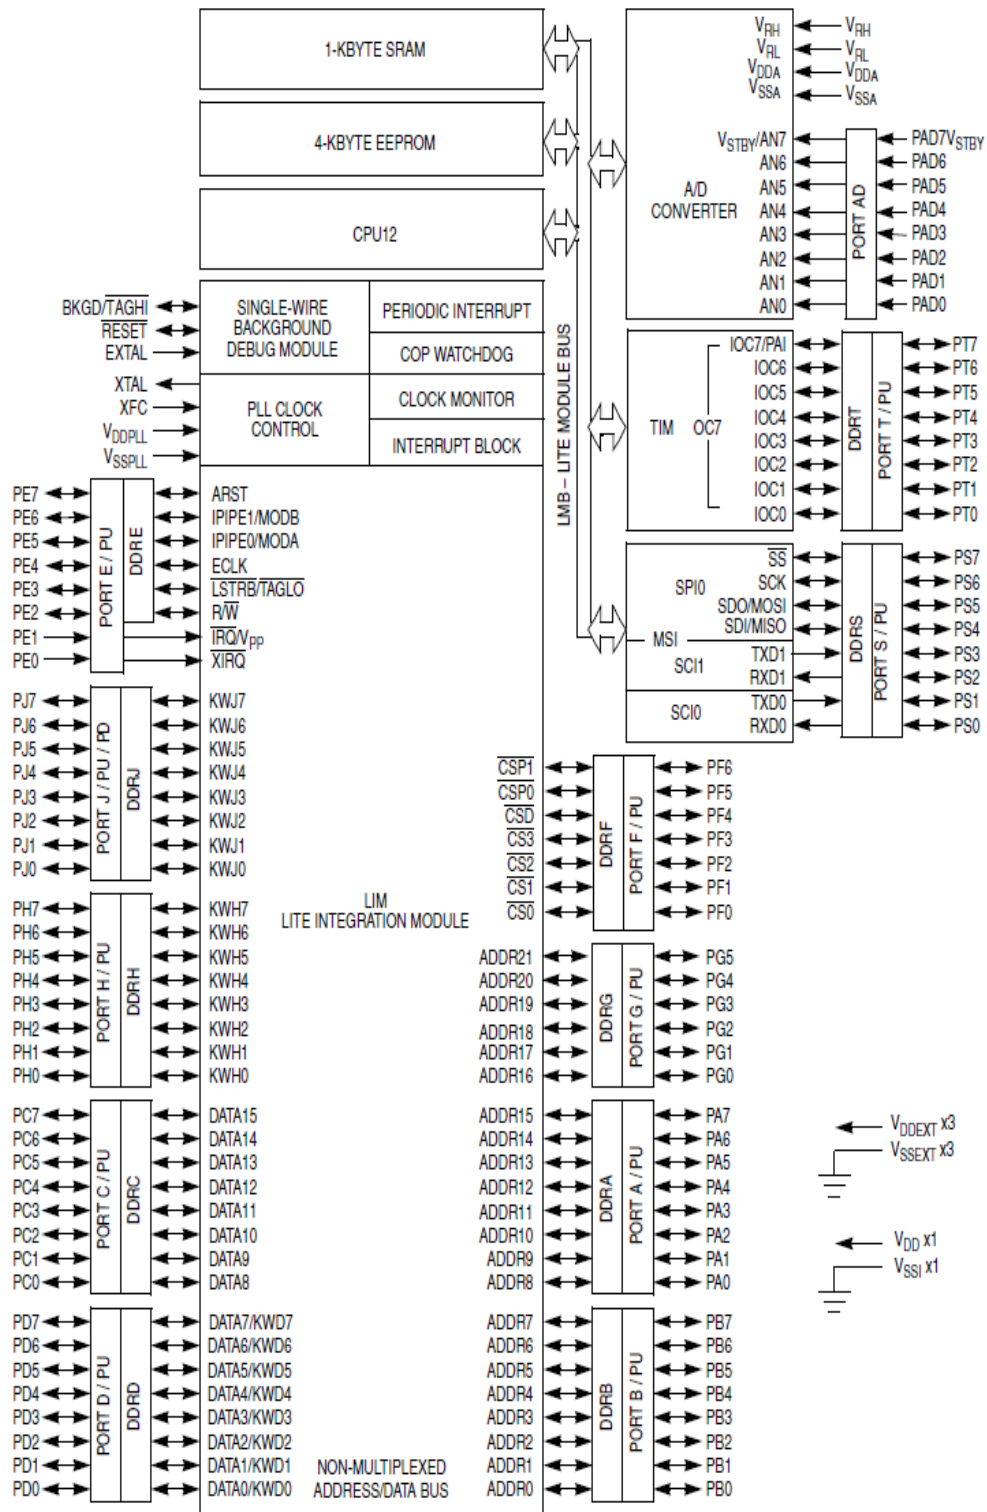 1-KBYTE SRAM
4-KBYTE EEPROM
CPU12
BKGD/TAGHI
RESET
EXTAL
SINGLE-WIRE
BACKGROUND
DEBUG MODULE
PERIODIC INTERRUPT
COP WATCHDOG
XTAL
XFC
VDDPLL
VSSPLL
PLL CLOCK
CONTROL
CLOCK MONITOR
INTERRUPT BLOCK
LMB – LITE MODULE BUS
A/D
CONVERTER
VRH VRH
VRL VRL
VDDA VDDA
VSSA VSSA
VSTBY/AN7 PAD7VSTBY
AN6 PAD6
AN5 PAD5
AN4 PAD4
AN3 PAD3
AN2 PAD2
AN1 PAD1
AN0 PAD0
PORT AD
TIM OC7
IOC7/PAI PT7
IOC6 PT6
IOC5 PT5
IOC4 PT4
IOC3 PT3
IOC2 PT2
IOC1 PT1
IOC0 PT0
DDRT
PORT T / PU
SPI0
MSI
SCI1
SCI0
SS PS7
SCK PS6
SDO/MOSI PS5
SDI/MISO PS4
TXD1 PS3
RXD1 PS2
TXD0 PS1
RXD0 PS0
DDRS
PORT S / PU
PE7 ARST
PE6 IPIPE1/MODB
PE5 IPIPE0/MODA
PE4 ECLK
PE3 LSTRB/TAGLO
PE2 R/W
PE1 IRQ/VPP
PE0 XIRQ
PORT E / PU
DDRE
PJ7 KWJ7
PJ6 KWJ6
PJ5 KWJ5
PJ4 KWJ4
PJ3 KWJ3
PJ2 KWJ2
PJ1 KWJ1
PJ0 KWJ0
PORT J / PU / PD
DDRJ
PH7 KWH7
PH6 KWH6
PH5 KWH5
PH4 KWH4
PH3 KWH3
PH2 KWH2
PH1 KWH1
PH0 KWH0
PORT H / PU
DDRH
PC7 DATA15
PC6 DATA14
PC5 DATA13
PC4 DATA12
PC3 DATA11
PC2 DATA10
PC1 DATA9
PC0 DATA8
PORT C / PU
DDRC
PD7 DATA7/KWD7
PD6 DATA6/KWD6
PD5 DATA5/KWD5
PD4 DATA4/KWD4
PD3 DATA3/KWD3
PD2 DATA2/KWD2
PD1 DATA1/KWD1
PD0 DATA0/KWD0
PORT D / PU
DDRD
LIM
LITE INTEGRATION MODULE
NON-MULTIPLEXED
ADDRESS/DATA BUS
CSP1 PF6
CSP0 PF5
CSD PF4
CS3 PF3
CS2 PF2
CS1 PF1
CS0 PF0
DDRF
PORT F / PU
ADDR21 PG5
ADDR20 PG4
ADDR19 PG3
ADDR18 PG2
ADDR17 PG1
ADDR16 PG0
DDRG
PORT G / PU
ADDR15 PA7
ADDR14 PA6
ADDR13 PA5
ADDR12 PA4
ADDR11 PA3
ADDR10 PA2
ADDR9 PA1
ADDR8 PA0
DDRA
PORT A / PU
ADDR7 PB7
ADDR6 PB6
ADDR5 PB5
ADDR4 PB4
ADDR3 PB3
ADDR2 PB2
ADDR1 PB1
ADDR0 PB0
DDRB
PORT B / PU
VDDEXT x3
VSSEXT x3
VDD x1
VSSI x1